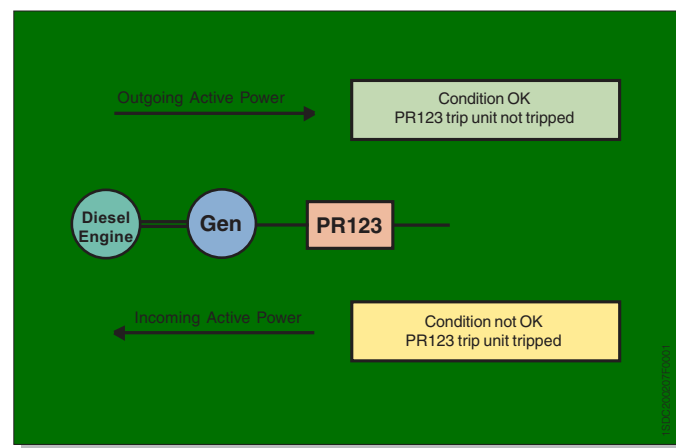 Outgoing Active Power
Condition OK
PR123 trip unit not tripped
Diesel
Engine
Gen
PR123
Incoming Active Power
Condition not OK
PR123 trip unit tripped
1SDC200207F0001